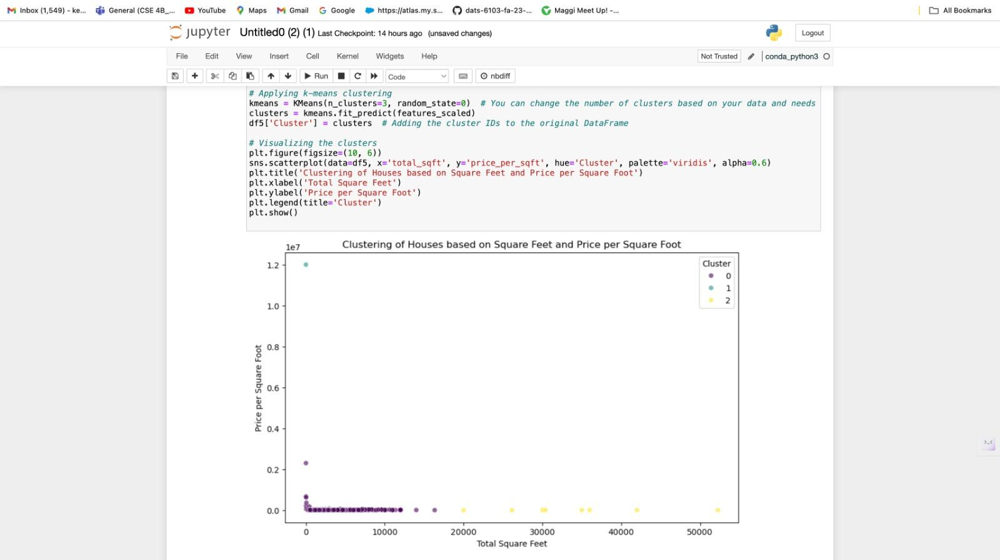 Inbox (1,549) - ke... General (CSE 4B_... YouTube Maps Gmail Google https://atlas.my.s... dats-6103-fa-23-... Maggi Meet Up! -... All Bookmarks
jupyter Untitled0 (2) (1) Last Checkpoint: 14 hours ago (unsaved changes) Logout
File Edit View Insert Cell Kernel Widgets Help Not Trusted conda_python3
Run Code nbdiff
# Applying k-means clustering
kmeans = KMeans(n_clusters=3, random_state=0)  # You can change the number of clusters based on your data and needs
clusters = kmeans.fit_predict(features_scaled)
df5['Cluster'] = clusters  # Adding the cluster IDs to the original DataFrame
# Visualizing the clusters
plt.figure(figsize=(10, 6))
sns.scatterplot(data=df5, x='total_sqft', y='price_per_sqft', hue='Cluster', palette='viridis', alpha=0.6)
plt.title('Clustering of Houses based on Square Feet and Price per Square Foot')
plt.xlabel('Total Square Feet')
plt.ylabel('Price per Square Foot')
plt.legend(title='Cluster')
plt.show()
Clustering of Houses based on Square Feet and Price per Square Foot
1e7
1.2
1.0
0.8
0.6
0.4
0.2
0.0
Price per Square Foot
Cluster
0
1
2
0 10000 20000 30000 40000 50000
Total Square Feet